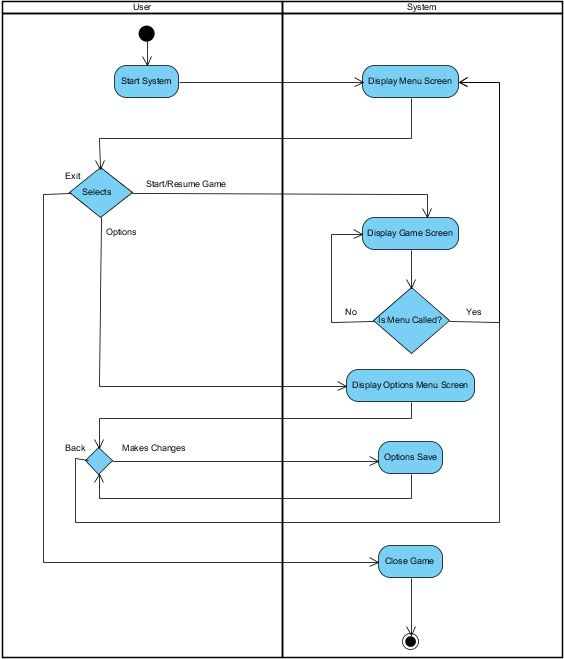 User
System
Start System
Display Menu Screen
Exit
Selects
Start/Resume Game
Options
Display Game Screen
No
Is Menu Called?
Yes
Display Options Menu Screen
Back
Makes Changes
Options Save
Close Game